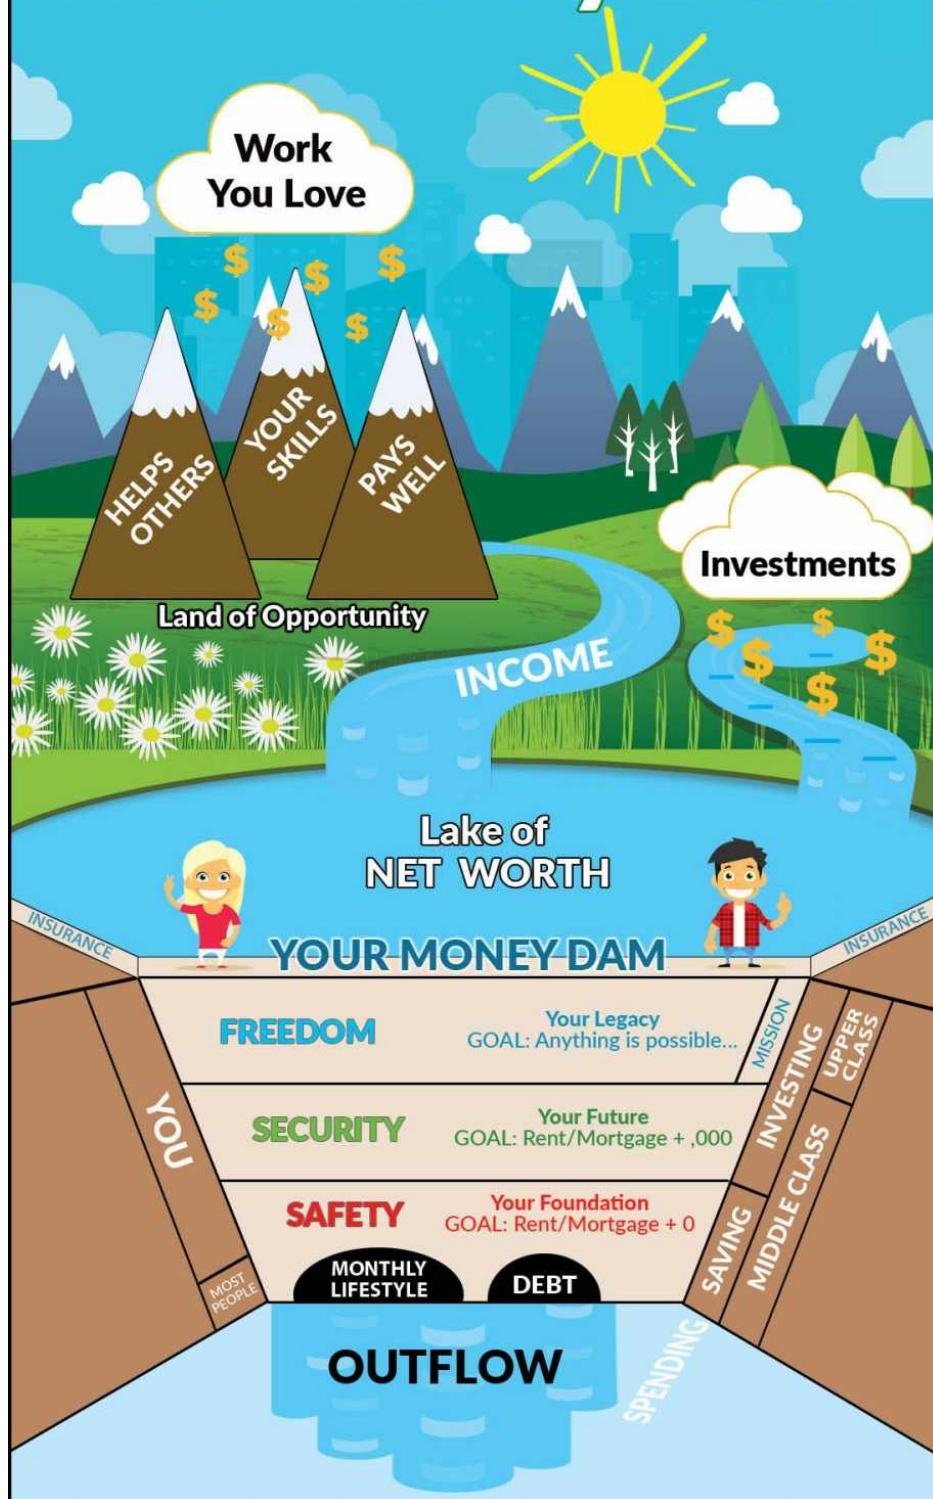 Work
You Love
HELPS
OTHERS
YOUR
SKILLS
PAYS
WELL
Investments
Land of Opportunity
INCOME
Lake of
NET WORTH
INSURANCE
INSURANCE
YOUR MONEY DAM
FREEDOM
Your Legacy
GOAL: Anything is possible...
MISSION
SECURITY
Your Future
GOAL: Rent/Mortgage + ,000
SAFETY
Your Foundation
GOAL: Rent/Mortgage + 0
YOU
MOST
PEOPLE
INVESTING
SAVING
UPPER
CLASS
MIDDLE CLASS
MONTHLY
LIFESTYLE
DEBT
OUTFLOW
SPENDING